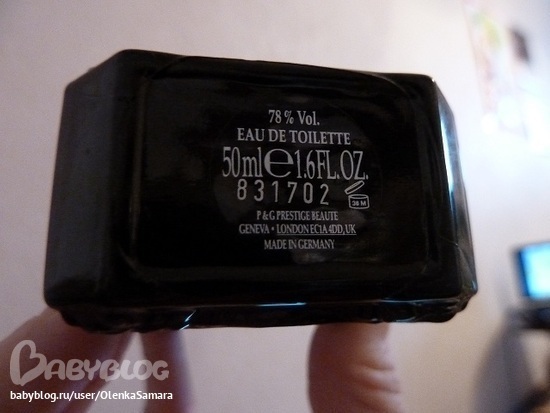 78 % Vol.
EAU DE TOILETTE
50ml e 1.6FL.OZ.
831702
36 M
P & G PRESTIGE BEAUTE
GENEVA • LONDON EC1A 4DD, UK
MADE IN GERMANY
BABYBLOG
babyblog.ru/user/OlenkaSamara